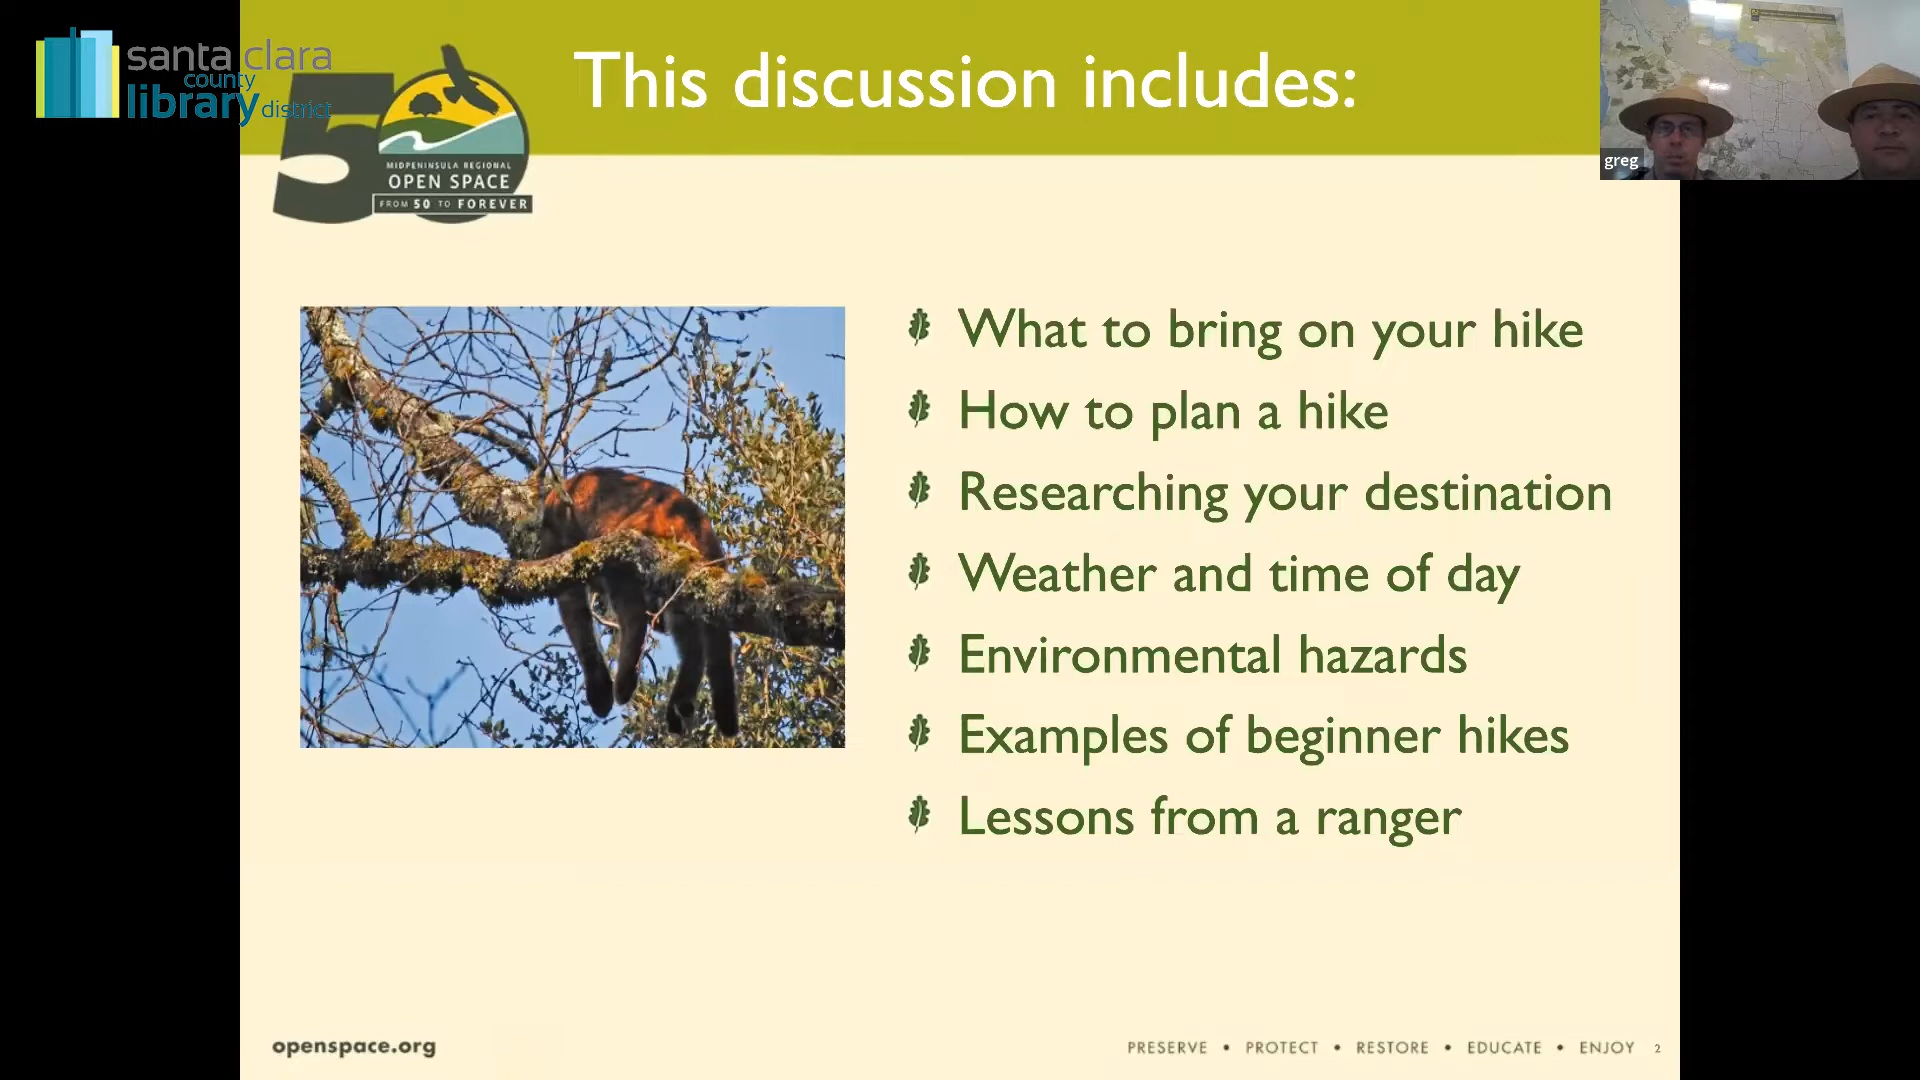 santa clara
county
library district
This discussion includes:
50
MIDPENINSULA REGIONAL
OPEN SPACE
FROM 50 TO FOREVER
greg
What to bring on your hike
How to plan a hike
Researching your destination
Weather and time of day
Environmental hazards
Examples of beginner hikes
Lessons from a ranger
openspace.org
PRESERVE • PROTECT • RESTORE • EDUCATE • ENJOY 2